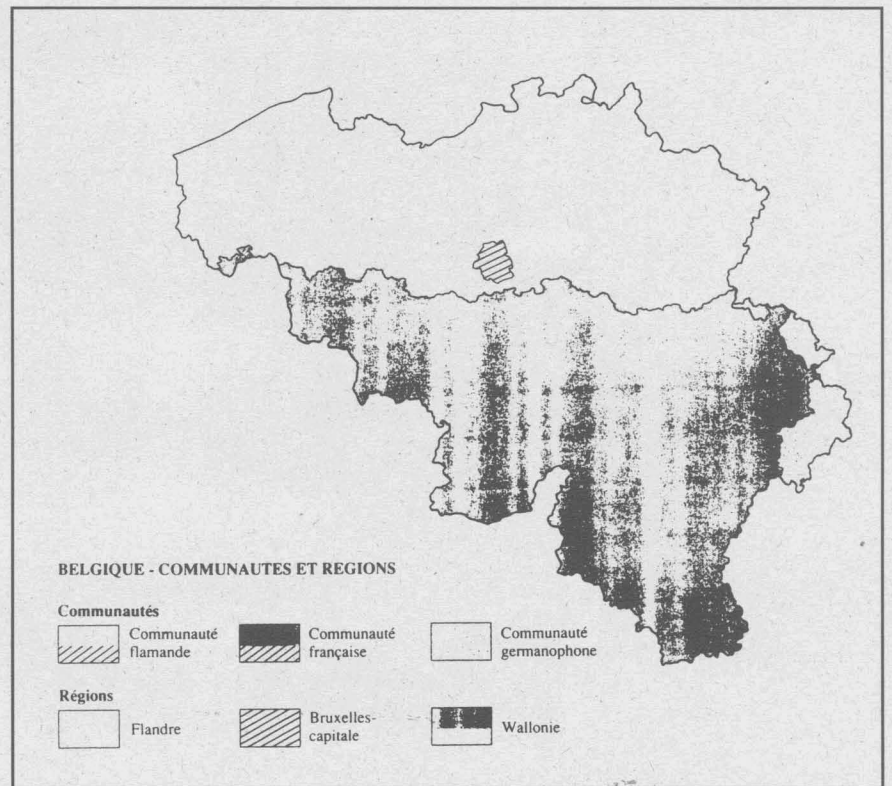 BELGIQUE - COMMUNAUTES ET REGIONS
Communautés
Communauté
flamande
Communauté
française
Communauté
germanophone
Régions
Flandre
Bruxelles-
capitale
Wallonie